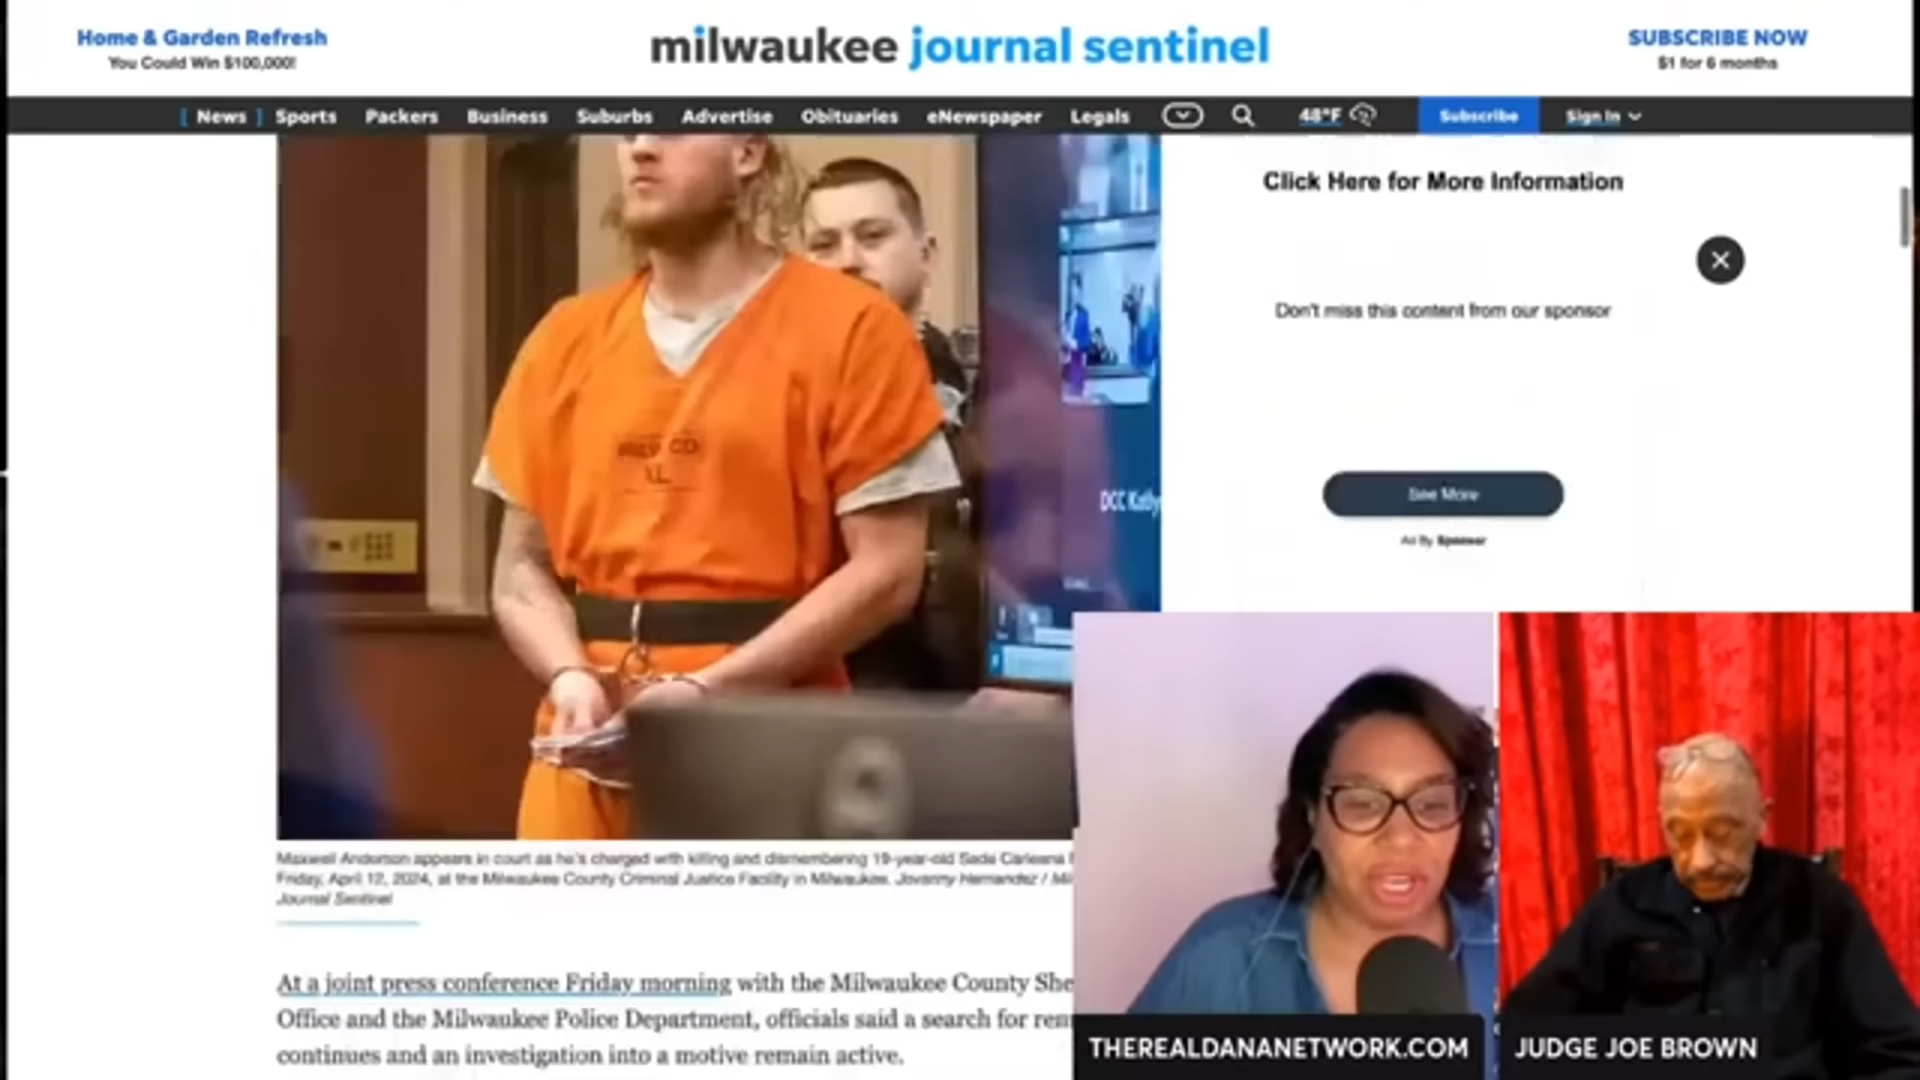 Home & Garden Refresh
You Could Win $100,000!
milwaukee journal sentinel
SUBSCRIBE NOW
$1 for 6 months
[ News ] Sports Packers Business Suburbs Advertise Obituaries eNewspaper Legals 48°F Subscribe Sign In
Click Here for More Information
Don't miss this content from our sponsor
See More
Ad By Sponsor
DCC Kelly
Maxwell Anderson appears in court as he's charged with killing and dismembering 19-year-old Sade Carleena
Friday, April 12, 2024, at the Milwaukee County Criminal Justice Facility in Milwaukee. Jovanny Hernandez /
Journal Sentinel
At a joint press conference Friday morning with the Milwaukee County She
Office and the Milwaukee Police Department, officials said a search for
continues and an investigation into a motive remain active.
THEREALDANANETWORK.COM
JUDGE JOE BROWN